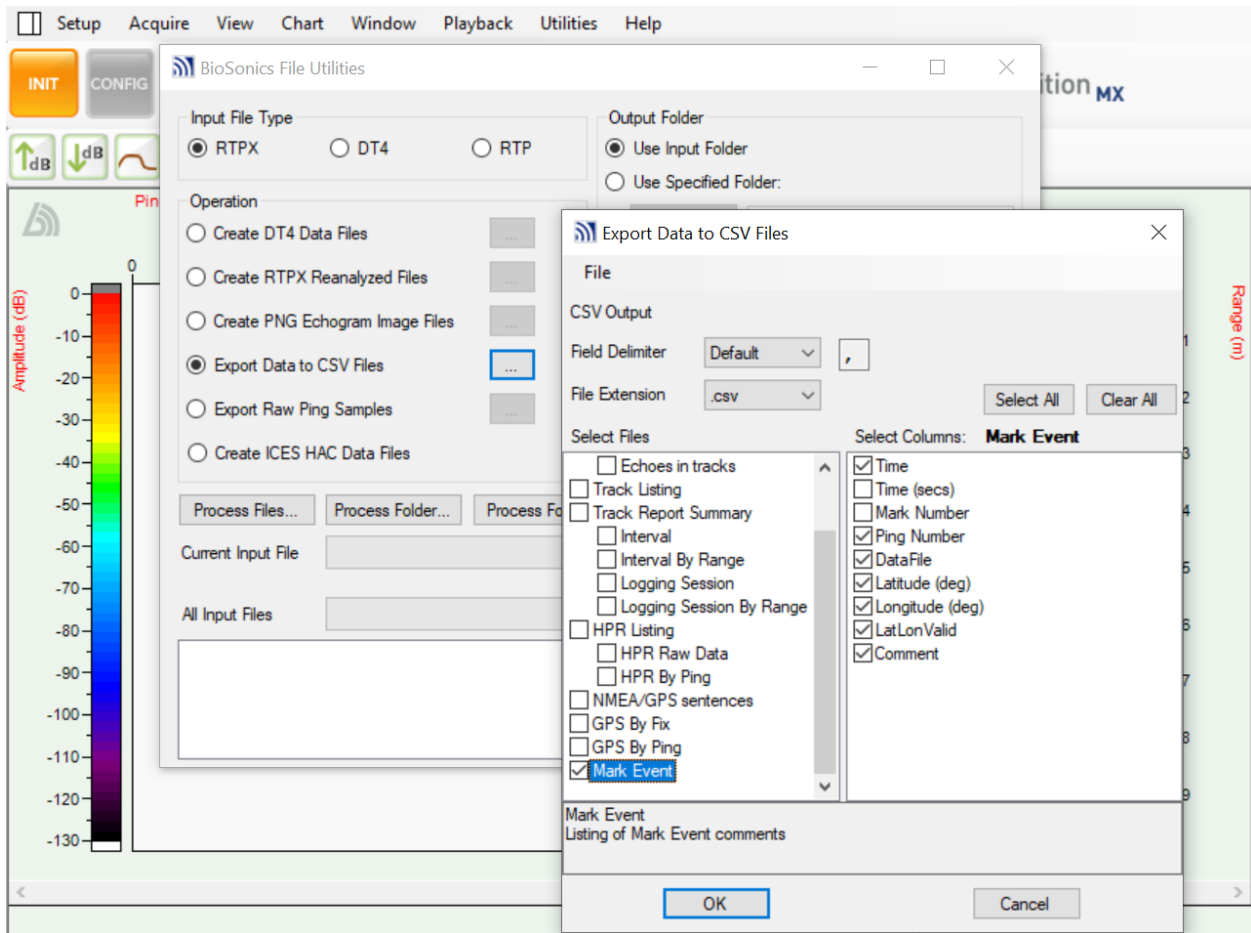 Setup Acquire View Chart Window Playback Utilities Help
INIT
CONFIG
BioSonics File Utilities
MX
dB
dB
Input File Type
RTPX DT4 RTP
Output Folder
Use Input Folder
Use Specified Folder:
Operation
Create DT4 Data Files ...
Create RTPX Reanalyzed Files ...
Create PNG Echogram Image Files ...
Export Data to CSV Files ...
Export Raw Ping Samples ...
Create ICES HAC Data Files
Process Files... Process Folder...
Process Fo
Current Input File
All Input Files
Pin
0
Amplitude (dB)
0
-10
-20
-30
-40
-50
-60
-70
-80
-90
-100
-110
-120
-130
Export Data to CSV Files
File
CSV Output
Field Delimiter Default ,
File Extension .csv
Select All Clear All
Select Files
Echoes in tracks
Track Listing
Track Report Summary
Interval
Interval By Range
Logging Session
Logging Session By Range
HPR Listing
HPR Raw Data
HPR By Ping
NMEA/GPS sentences
GPS By Fix
GPS By Ping
Mark Event
Select Columns: Mark Event
Time
Time (secs)
Mark Number
Ping Number
DataFile
Latitude (deg)
Longitude (deg)
LatLonValid
Comment
Mark Event
Listing of Mark Event comments
OK Cancel
Range (m)
1
2
3
4
5
6
7
8
9